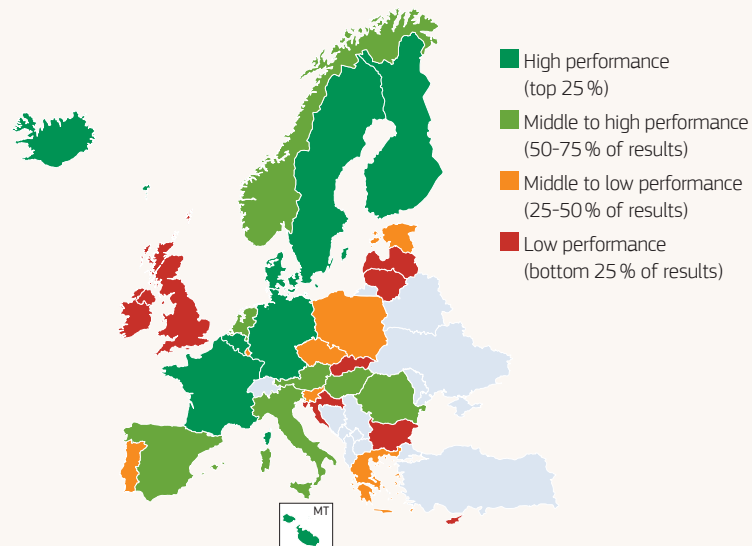 High performance
(top 25 %)
Middle to high performance
(50-75 % of results)
Middle to low performance
(25-50 % of results)
Low performance
(bottom 25 % of results)
MT